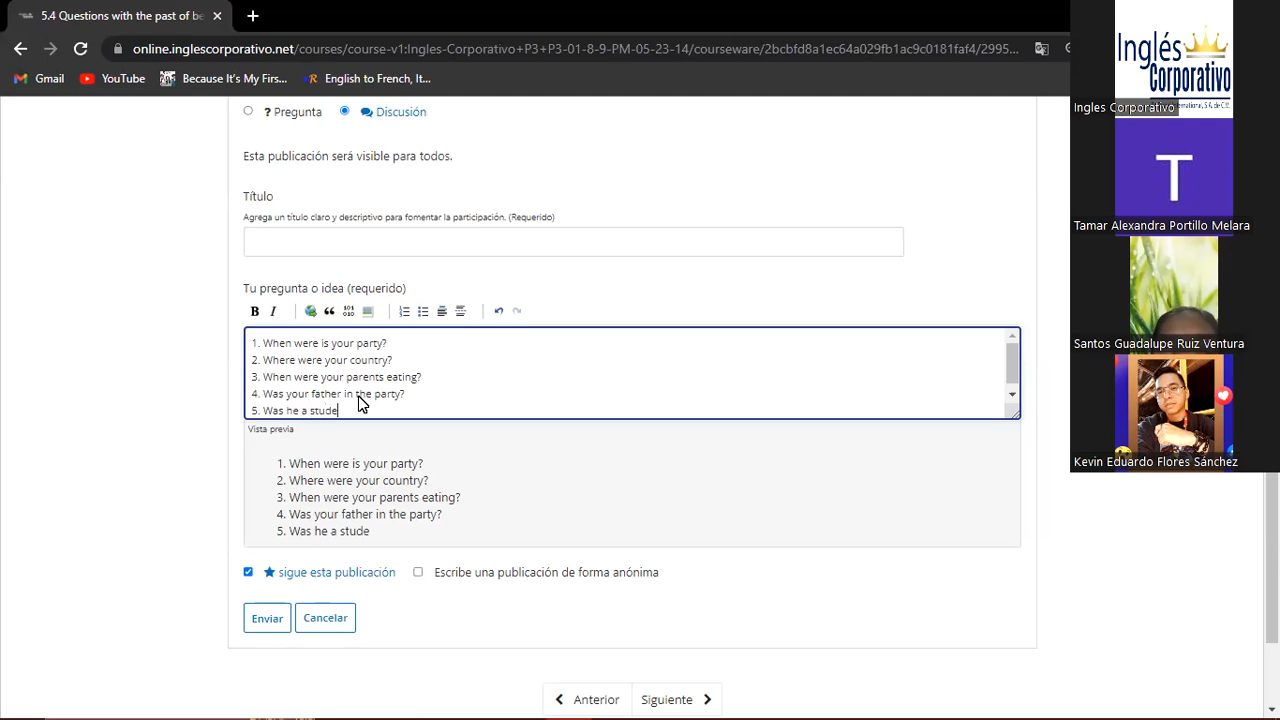 5.4 Questions with the past of be
online.inglescorporativo.net/courses/course-v1:Ingles-Corporativo+P3+P3-01-8-9-PM-05-23-14/courseware/2bcbfd8a1ec64a029fb1ac9c0181faf4/2995...
Gmail
YouTube
Because It's My Firs...
English to French, It...
? Pregunta
Discusión
Esta publicación será visible para todos.
Título
Agrega un título claro y descriptivo para fomentar la participación. (Requerido)
Tu pregunta o idea (requerido)
B I
1. When were is your party?
2. Where were your country?
3. When were your parents eating?
4. Was your father in the party?
5. Was he a stude
Vista previa
1. When were is your party?
2. Where were your country?
3. When were your parents eating?
4. Was your father in the party?
5. Was he a stude
sigue esta publicación
Escribe una publicación de forma anónima
Enviar
Cancelar
Anterior
Siguiente
Inglés
Corporativo
International, S.A. de C.V.
Ingles Corporativo
T
Tamar Alexandra Portillo Melara
Santos Guadalupe Ruiz Ventura
Kevin Eduardo Flores Sánchez